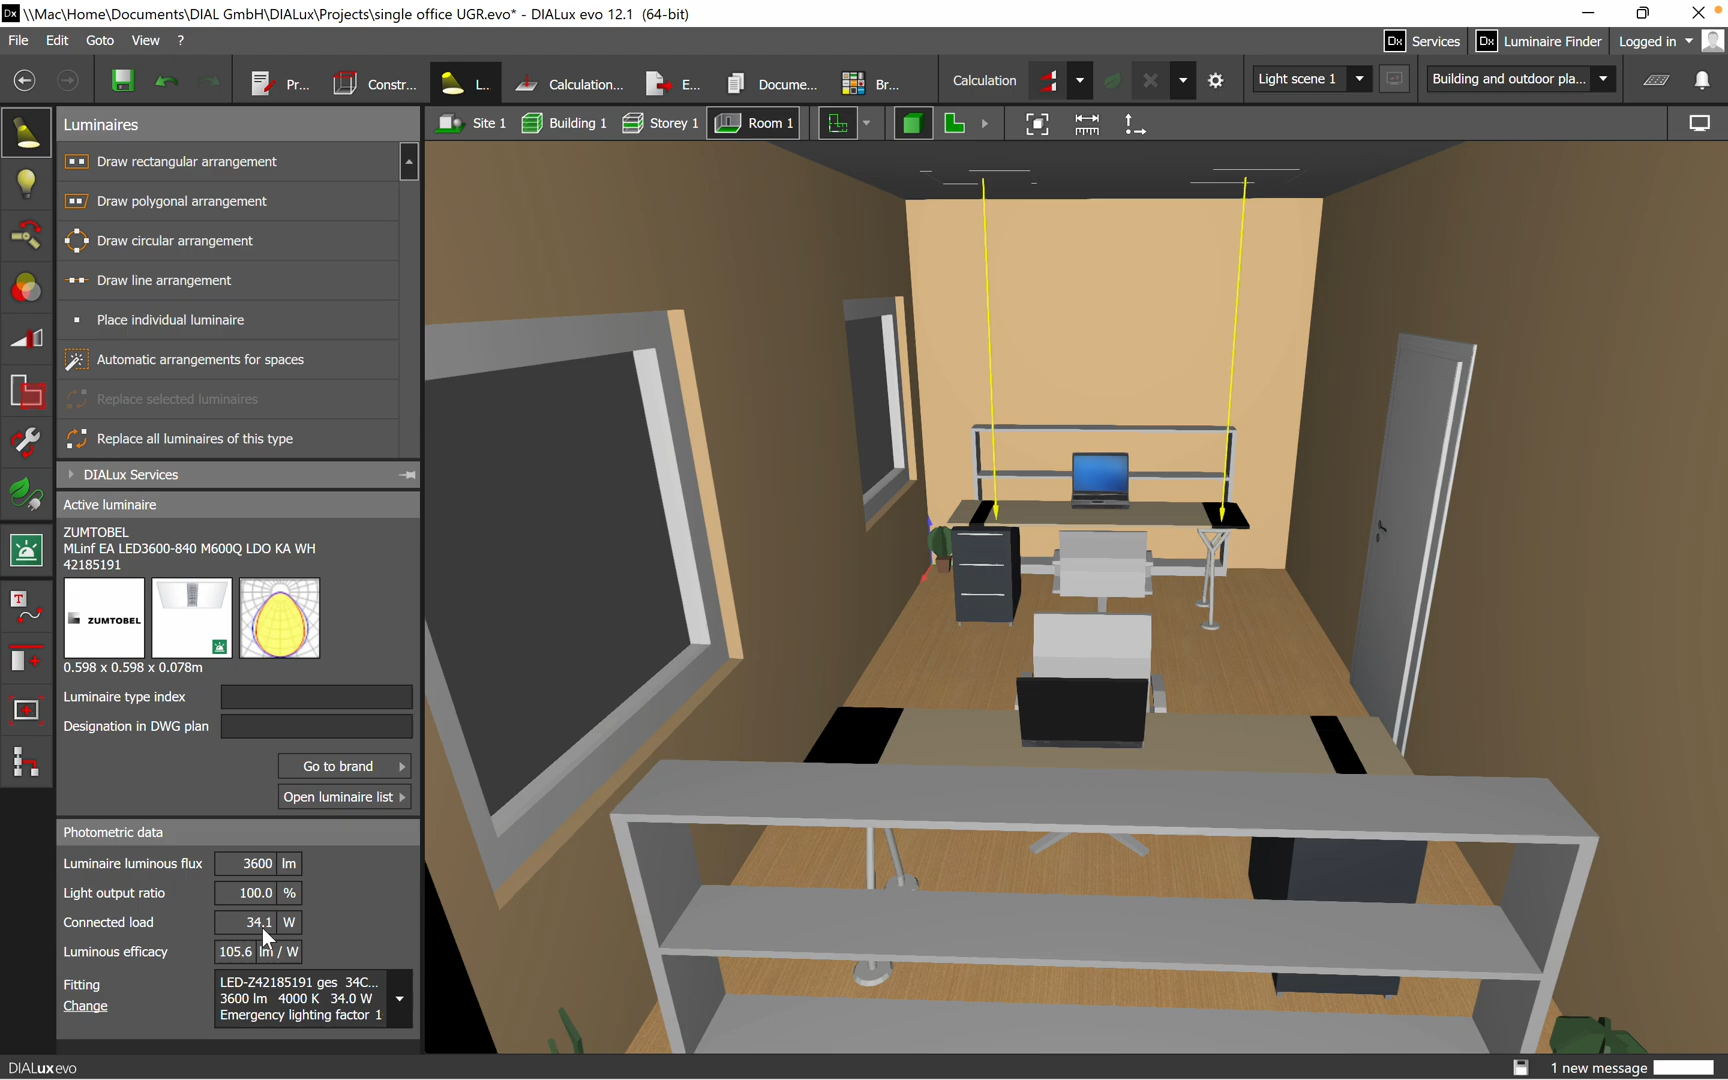 \\Mac\Home\Documents\DIAL GmbH\DIALux\Projects\single office UGR.evo* - DIALux evo 12.1 (64-bit)
File Edit Goto View ?
Services Luminaire Finder Logged in
Pr... Constr... L... Calculation... E... Docume... Br... Calculation Light scene 1 Building and outdoor pla...
Luminaires
Site 1 Building 1 Storey 1 Room 1
Draw rectangular arrangement
Draw polygonal arrangement
Draw circular arrangement
Draw line arrangement
Place individual luminaire
Automatic arrangements for spaces
Replace selected luminaires
Replace all luminaires of this type
DIALux Services
Active luminaire
ZUMTOBEL
MLinf EA LED3600-840 M600Q LDO KA WH
42185191
ZUMTOBEL
0.598 x 0.598 x 0.078m
Luminaire type index
Designation in DWG plan
Go to brand
Open luminaire list
Photometric data
Luminaire luminous flux 3600 lm
Light output ratio 100.0 %
Connected load 34.1 W
Luminous efficacy 105.6 lm / W
Fitting LED-Z42185191 ges 34C...
Change 3600 lm 4000 K 34.0 W
Emergency lighting factor 1
DIALux evo 1 new message